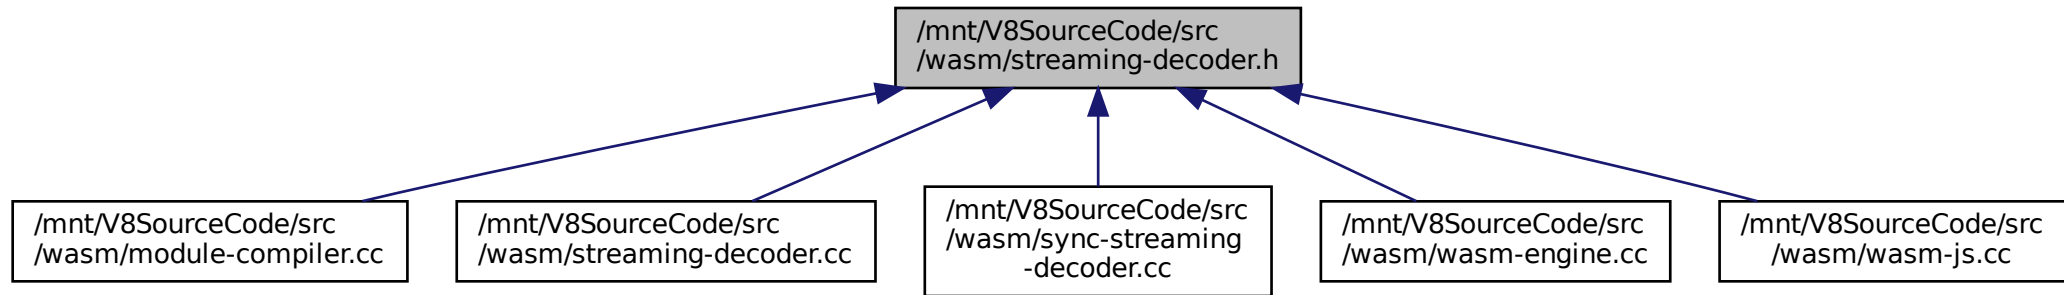 /mnt/V8SourceCode/src
/wasm/streaming-decoder.h
/mnt/V8SourceCode/src
/wasm/module-compiler.cc
/mnt/V8SourceCode/src
/wasm/streaming-decoder.cc
/mnt/V8SourceCode/src
/wasm/sync-streaming
-decoder.cc
/mnt/V8SourceCode/src
/wasm/wasm-engine.cc
/mnt/V8SourceCode/src
/wasm/wasm-js.cc